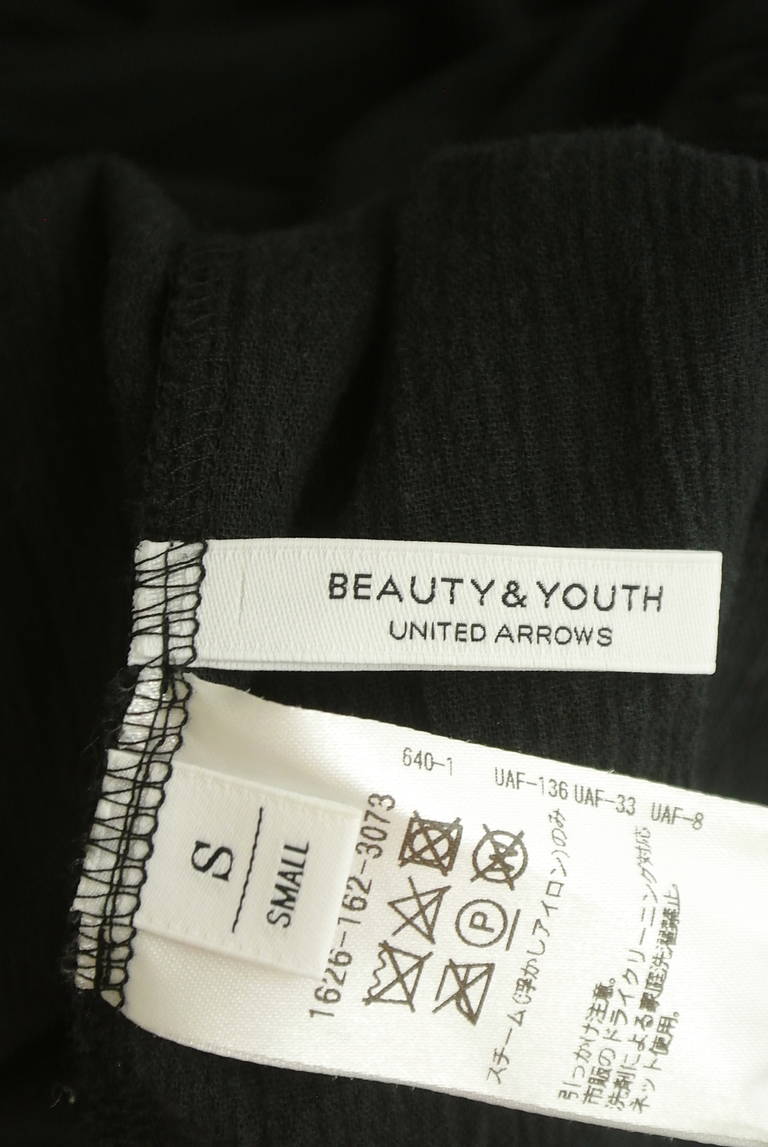 BEAUTY&YOUTH
UNITED ARROWS
S
SMALL
640-1
UAF-136 UAF-33 UAF-8
1626-162-3073
P
スチーム(浮かしアイロン)のみ
引っかけ注意。
市販のドライクリーニング対応
洗剤による家庭洗濯禁止。
ネット使用。